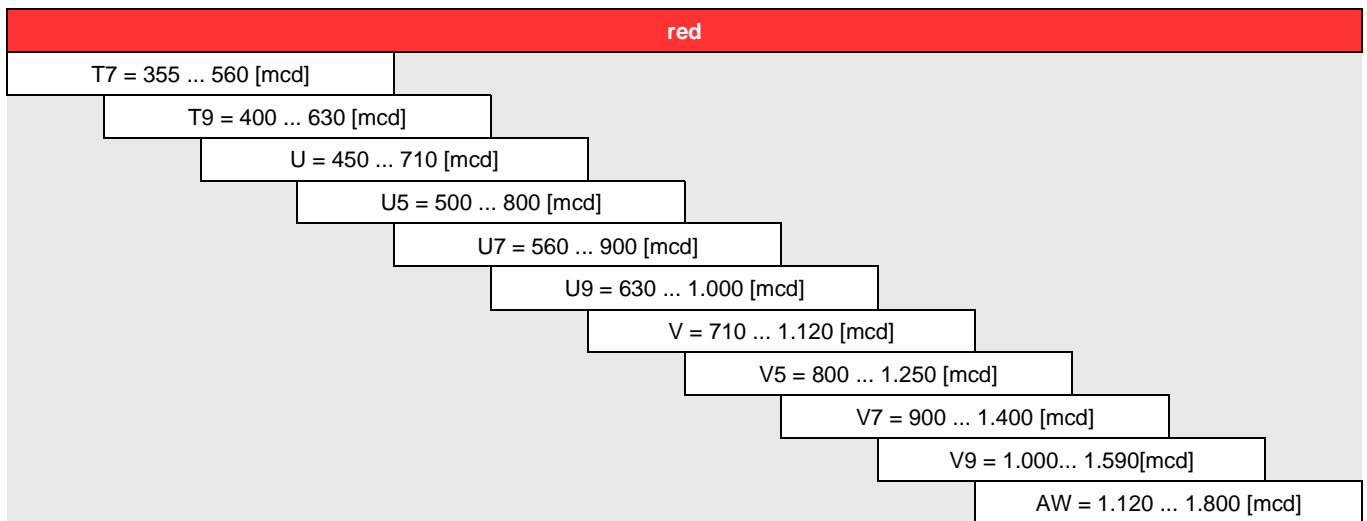 red
T7 = 355 ... 560 [mcd]
T9 = 400 ... 630 [mcd]
U = 450 ... 710 [mcd]
U5 = 500 ... 800 [mcd]
U7 = 560 ... 900 [mcd]
U9 = 630 ... 1.000 [mcd]
V = 710 ... 1.120 [mcd]
V5 = 800 ... 1.250 [mcd]
V7 = 900 ... 1.400 [mcd]
V9 = 1.000... 1.590[mcd]
AW = 1.120 ... 1.800 [mcd]